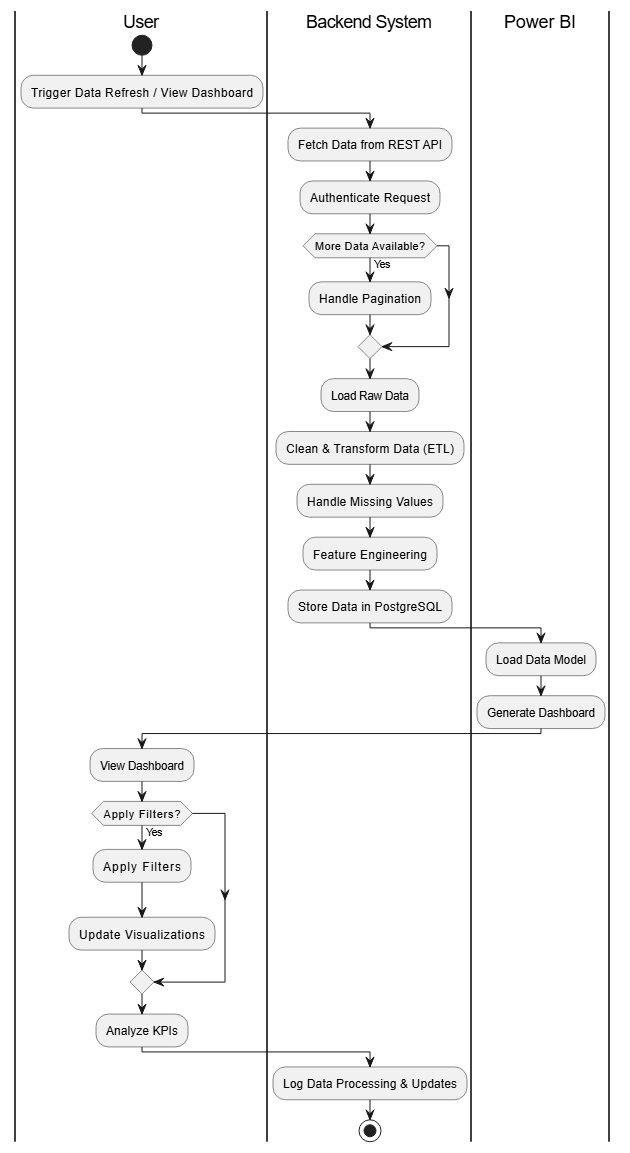 User
Backend System
Power BI
Trigger Data Refresh / View Dashboard
Fetch Data from REST API
Authenticate Request
More Data Available?
Yes
Handle Pagination
Load Raw Data
Clean & Transform Data (ETL)
Handle Missing Values
Feature Engineering
Store Data in PostgreSQL
Load Data Model
Generate Dashboard
View Dashboard
Apply Filters?
Yes
Apply Filters
Update Visualizations
Analyze KPIs
Log Data Processing & Updates